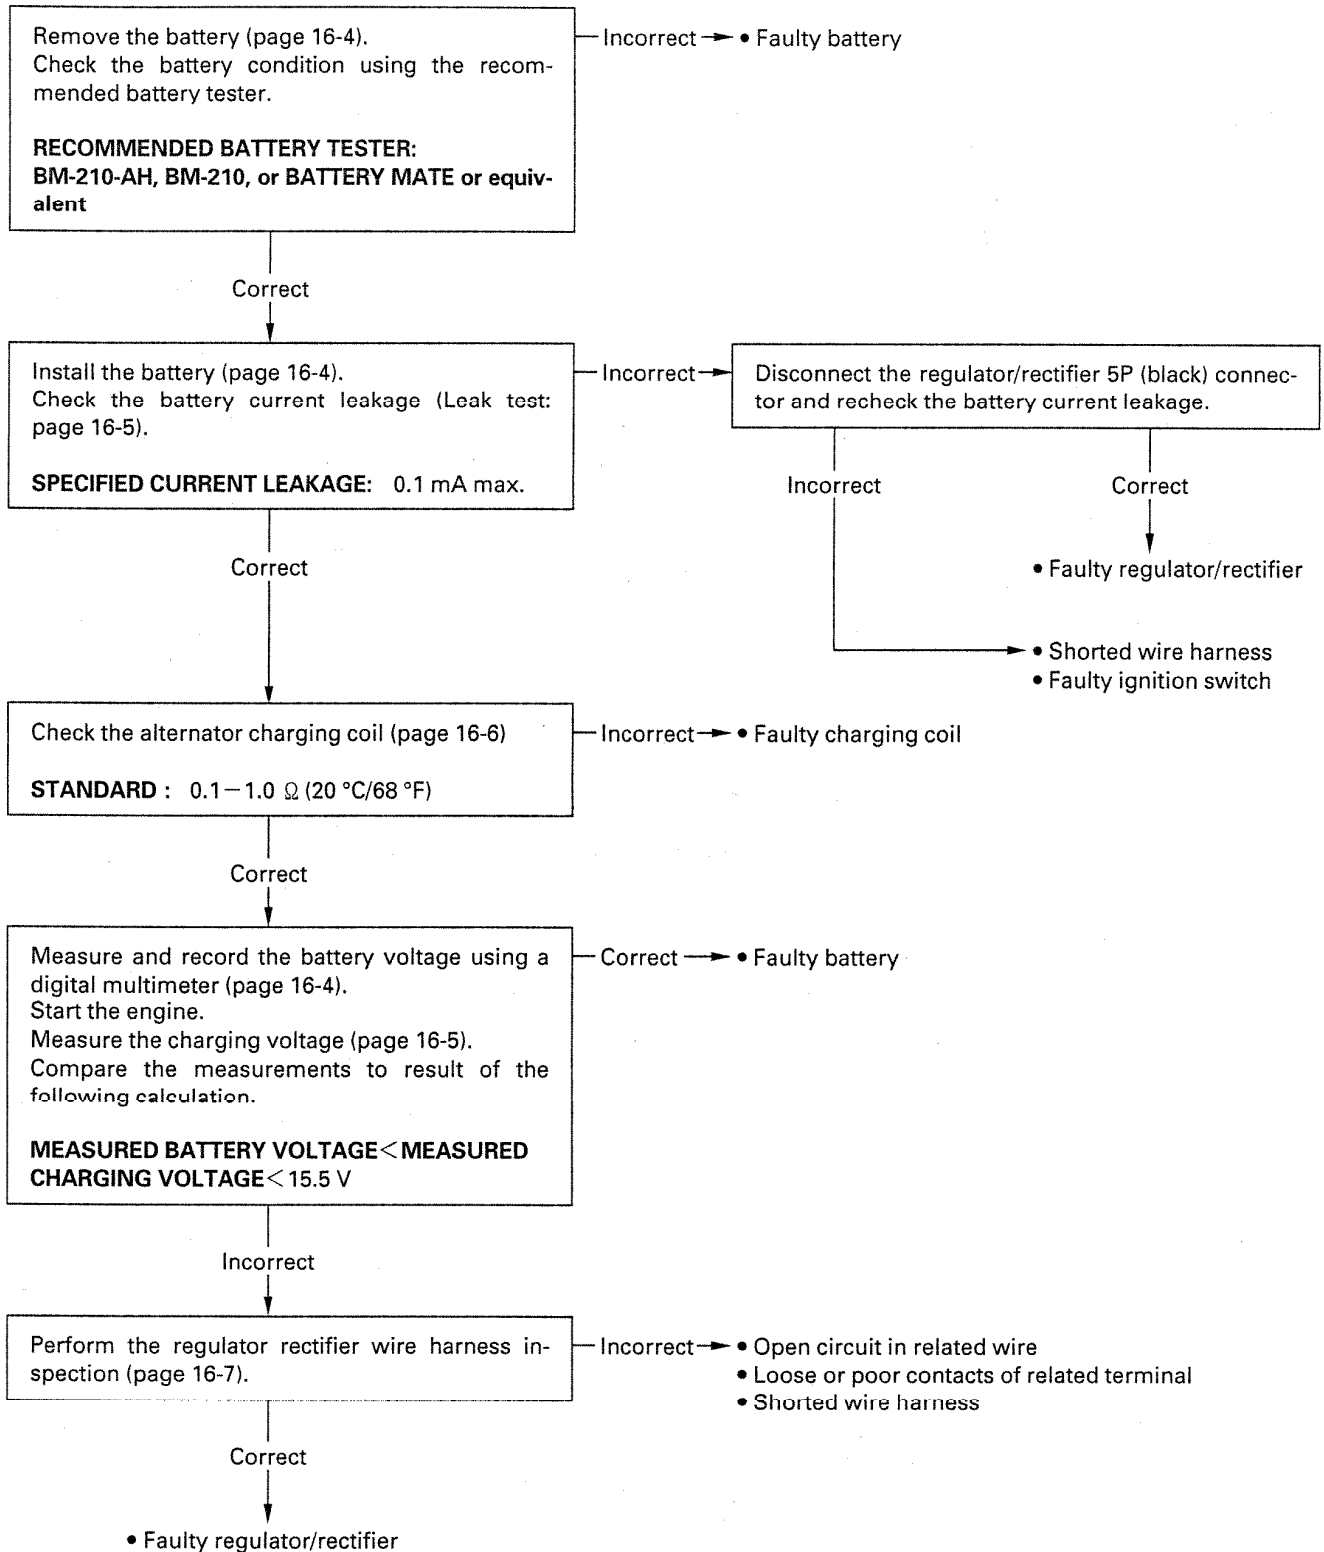 Remove the battery (page 16-4).
Check the battery condition using the recom-
mended battery tester.
RECOMMENDED BATTERY TESTER:
BM-210-AH, BM-210, or BATTERY MATE or equiv-
alent
Incorrect
• Faulty battery
Correct
Install the battery (page 16-4).
Check the battery current leakage (Leak test:
page 16-5).
SPECIFIED CURRENT LEAKAGE: 0.1 mA max.
Incorrect
Disconnect the regulator/rectifier 5P (black) connec-
tor and recheck the battery current leakage.
Incorrect
Correct
• Faulty regulator/rectifier
• Shorted wire harness
• Faulty ignition switch
Correct
Check the alternator charging coil (page 16-6)
STANDARD : 0.1－1.0 Ω (20 °C/68 °F)
Incorrect
• Faulty charging coil
Correct
Measure and record the battery voltage using a
digital multimeter (page 16-4).
Start the engine.
Measure the charging voltage (page 16-5).
Compare the measurements to result of the
following calculation.
MEASURED BATTERY VOLTAGE＜MEASURED
CHARGING VOLTAGE＜15.5 V
Correct
• Faulty battery
Incorrect
Perform the regulator rectifier wire harness in-
spection (page 16-7).
Incorrect
• Open circuit in related wire
• Loose or poor contacts of related terminal
• Shorted wire harness
Correct
• Faulty regulator/rectifier